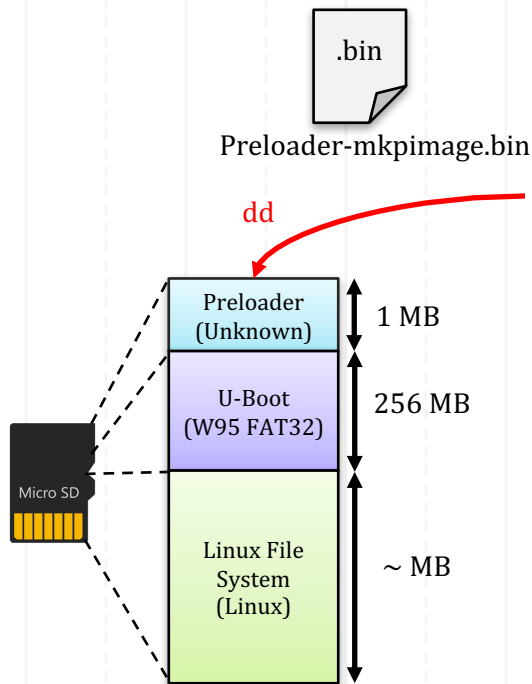 .bin
Preloader-mkpimage.bin
dd
Preloader
(Unknown)
1 MB
U-Boot
(W95 FAT32)
256 MB
Micro SD
Linux File
System
(Linux)
~ MB